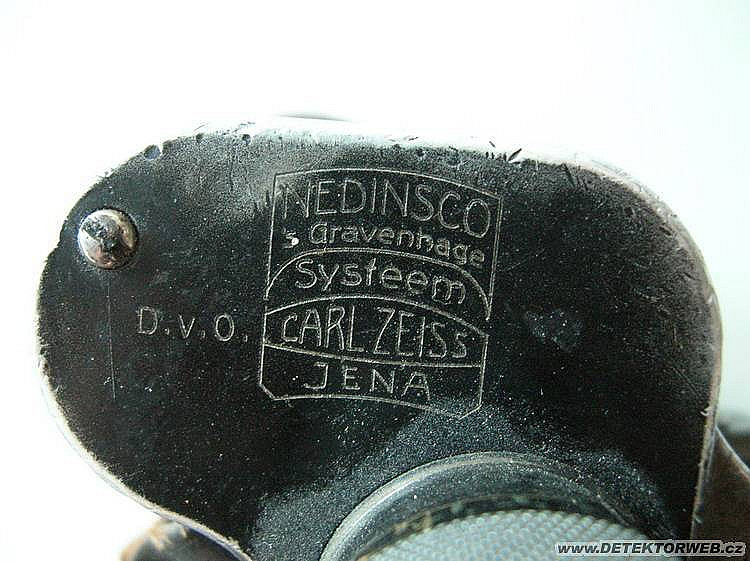 NEDINSCO
's Gravenhage
Systeem
D.v.O. CARL ZEISS
JENA
www.DETEKTORWEB.cz